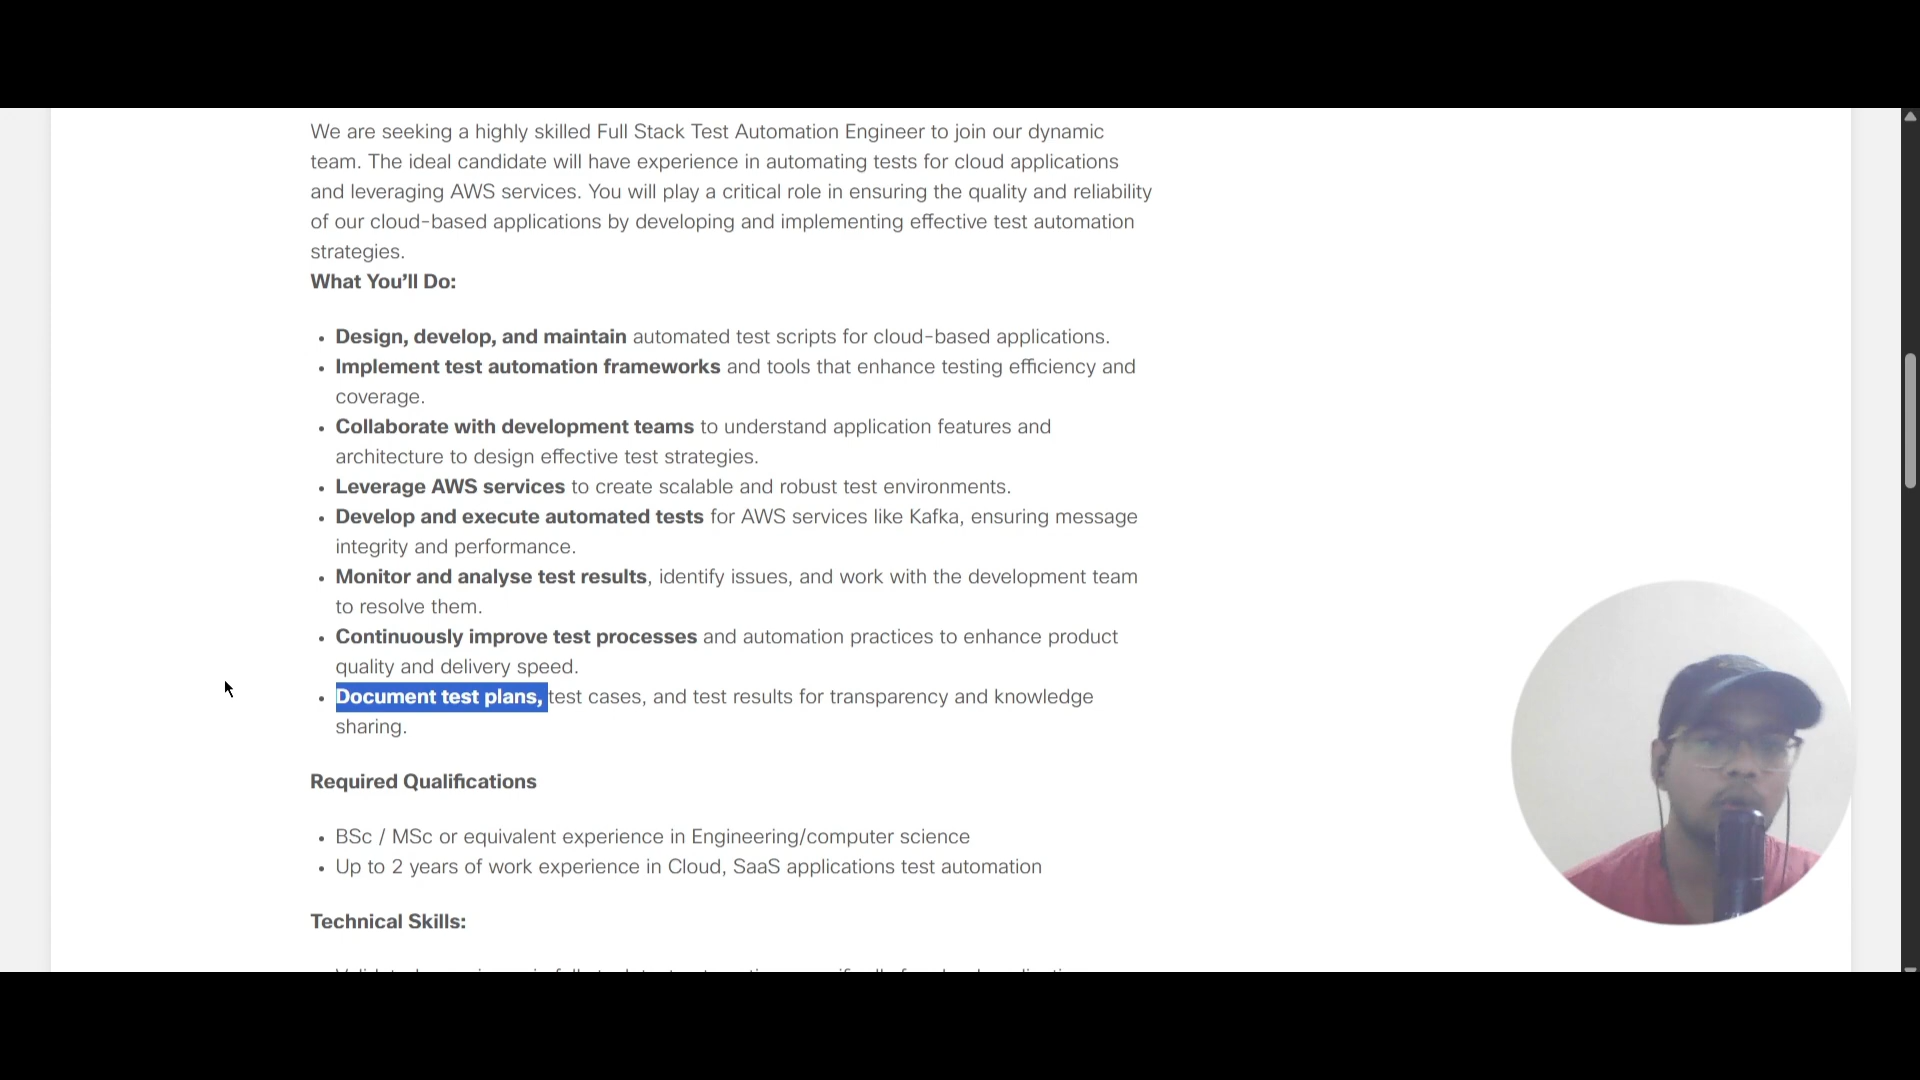 We are seeking a highly skilled Full Stack Test Automation Engineer to join our dynamic
team. The ideal candidate will have experience in automating tests for cloud applications
and leveraging AWS services. You will play a critical role in ensuring the quality and reliability
of our cloud-based applications by developing and implementing effective test automation
strategies.
What You’ll Do:
• Design, develop, and maintain automated test scripts for cloud-based applications.
• Implement test automation frameworks and tools that enhance testing efficiency and
coverage.
• Collaborate with development teams to understand application features and
architecture to design effective test strategies.
• Leverage AWS services to create scalable and robust test environments.
• Develop and execute automated tests for AWS services like Kafka, ensuring message
integrity and performance.
• Monitor and analyse test results, identify issues, and work with the development team
to resolve them.
• Continuously improve test processes and automation practices to enhance product
quality and delivery speed.
• Document test plans, test cases, and test results for transparency and knowledge
sharing.
Required Qualifications
• BSc / MSc or equivalent experience in Engineering/computer science
• Up to 2 years of work experience in Cloud, SaaS applications test automation
Technical Skills: